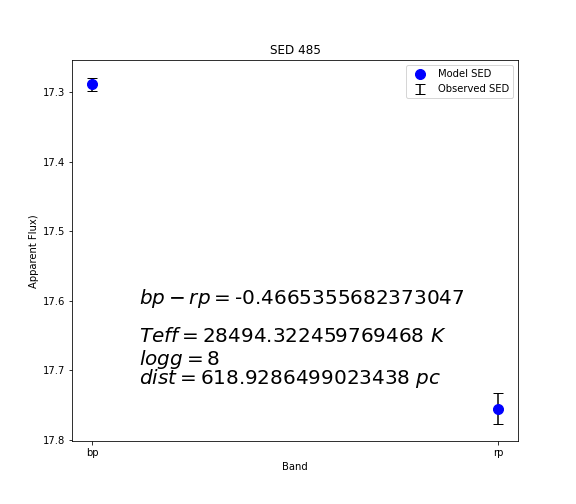 SED 485
Model SED
Observed SED
17.3
17.4
17.5
17.6
17.7
17.8
Apparent Flux)
bp − rp = -0.4665355682373047
Teff = 28494.322459769468 K
logg = 8
dist = 618.9286499023438 pc
bp
rp
Band